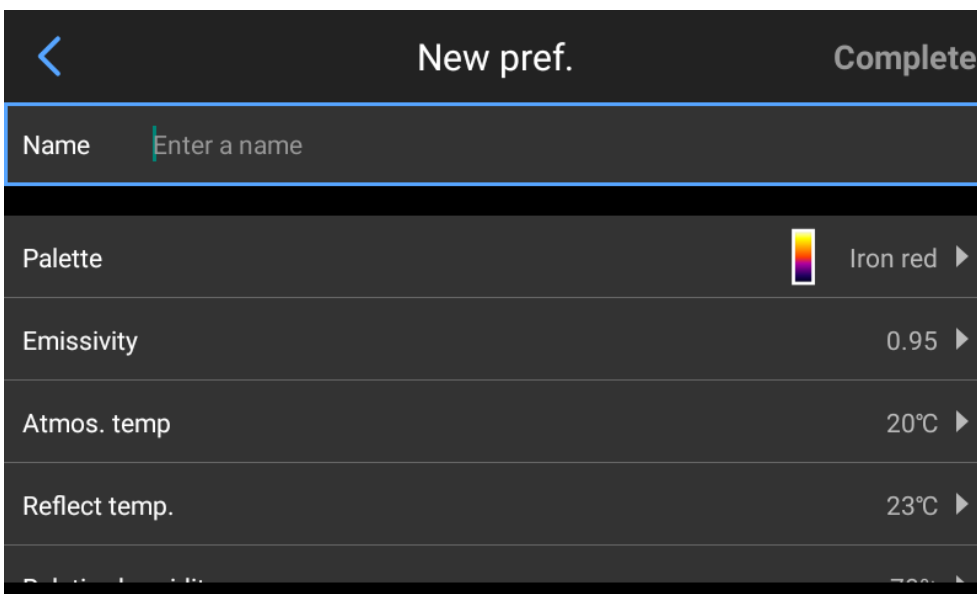 New pref.
Complete
Name Enter a name
Palette Iron red
Emissivity 0.95
Atmos. temp 20℃
Reflect temp. 23℃